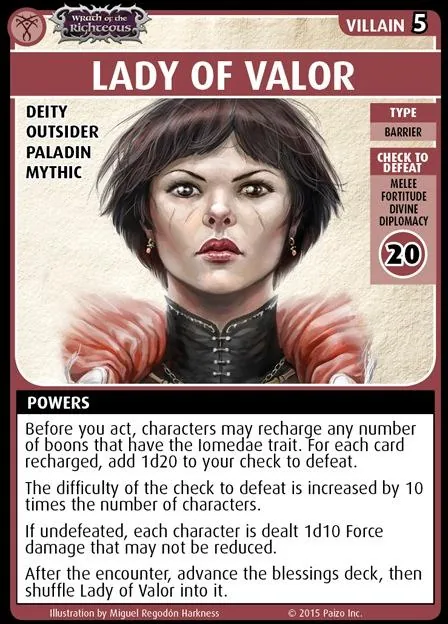 Wrath of the
Righteous
VILLAIN 5
LADY OF VALOR
DEITY
OUTSIDER
PALADIN
MYTHIC
TYPE
BARRIER
CHECK TO
DEFEAT
MELEE
FORTITUDE
DIVINE
DIPLOMACY
20
POWERS
Before you act, characters may recharge any number
of boons that have the Iomedae trait. For each card
recharged, add 1d20 to your check to defeat.
The difficulty of the check to defeat is increased by 10
times the number of characters.
If undefeated, each character is dealt 1d10 Force
damage that may not be reduced.
After the encounter, advance the blessings deck, then
shuffle Lady of Valor into it.
Illustration by Miguel Regodón Harkness © 2015 Paizo Inc.